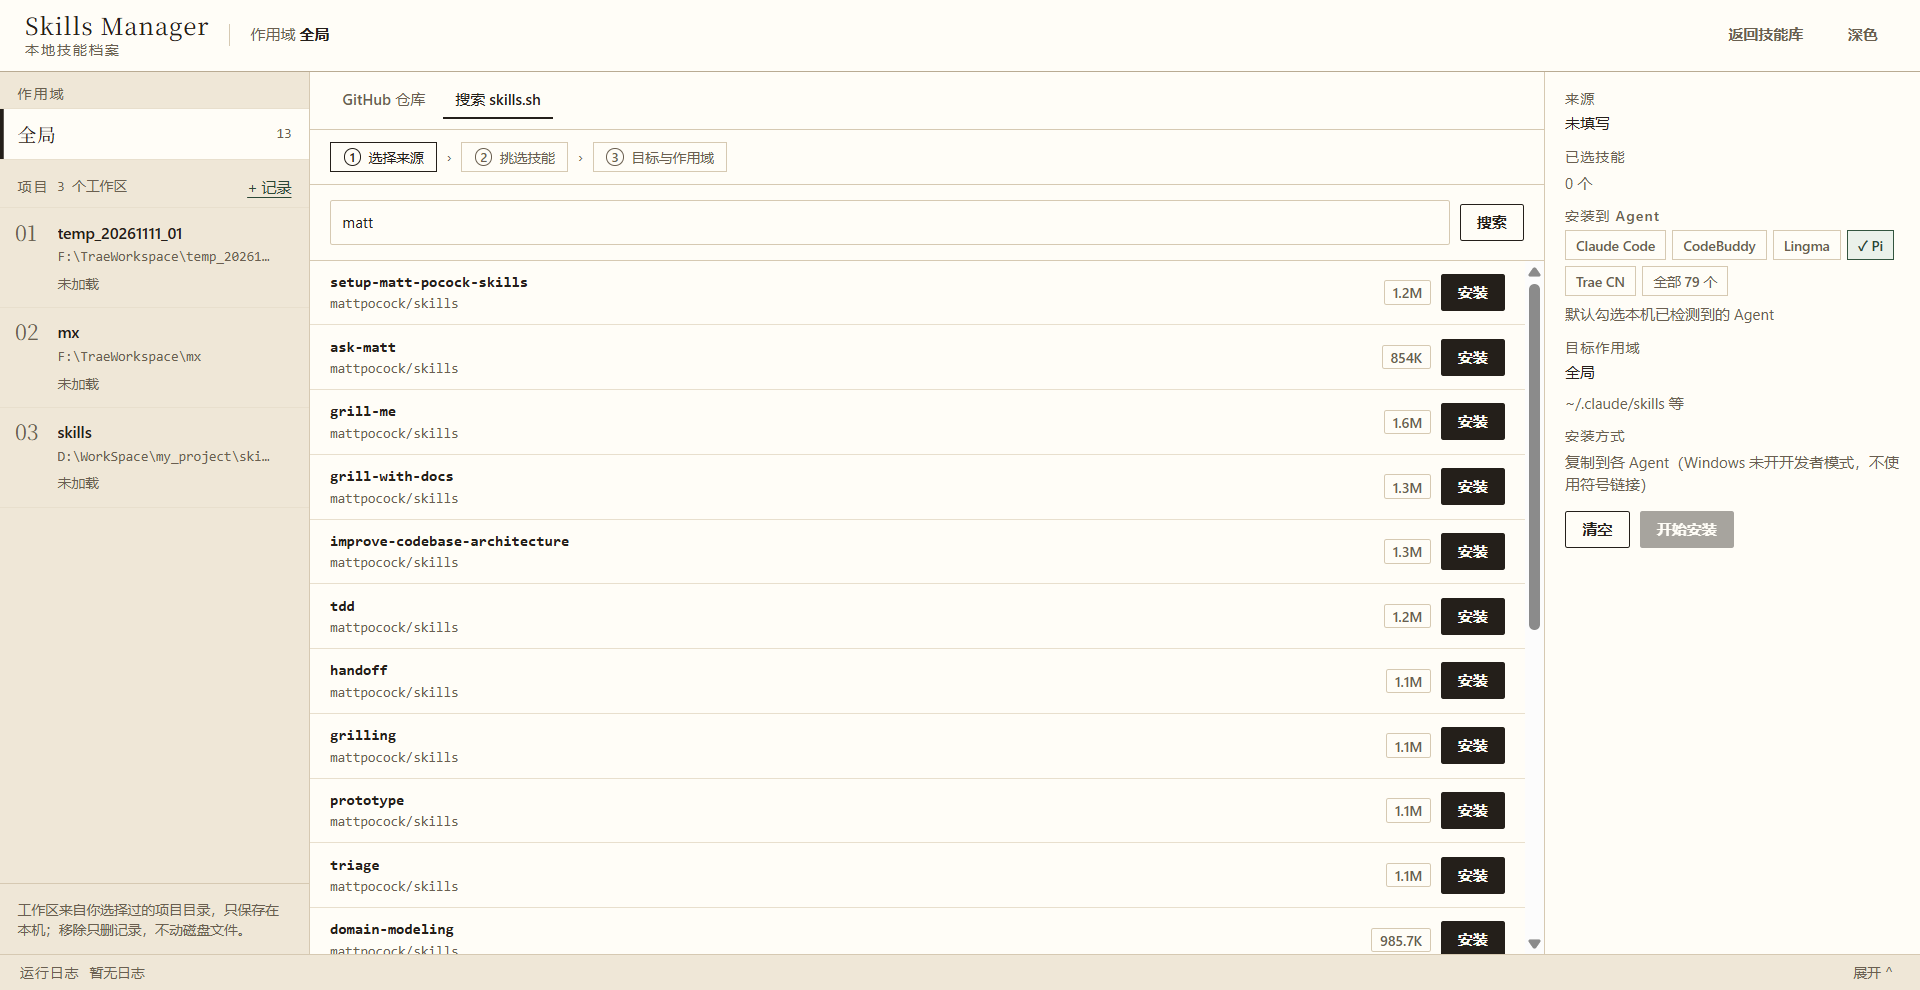 Skills Manager
本地技能档案
作用域 全局
返回技能库
深色
作用域
全局
13
项目 3 个工作区
+ 记录
01
temp_20261111_01
F:\TraeWorkspace\temp_20261…
未加载
02
mx
F:\TraeWorkspace\mx
未加载
03
skills
D:\WorkSpace\my_project\ski…
未加载
工作区来自你选择过的项目目录，只保存在
本机；移除只删记录，不动磁盘文件。
GitHub 仓库
搜索 skills.sh
1 选择来源
›
2 挑选技能
›
3 目标与作用域
matt
搜索
setup-matt-pocock-skills
mattpocock/skills
1.2M
安装
ask-matt
mattpocock/skills
854K
安装
grill-me
mattpocock/skills
1.6M
安装
grill-with-docs
mattpocock/skills
1.3M
安装
improve-codebase-architecture
mattpocock/skills
1.3M
安装
tdd
mattpocock/skills
1.2M
安装
handoff
mattpocock/skills
1.1M
安装
grilling
mattpocock/skills
1.1M
安装
prototype
mattpocock/skills
1.1M
安装
triage
mattpocock/skills
1.1M
安装
domain-modeling
mattpocock/skills
985.7K
安装
来源
未填写
已选技能
0 个
安装到 Agent
Claude Code
CodeBuddy
Lingma
✓ Pi
Trae CN
全部 79 个
默认勾选本机已检测到的 Agent
目标作用域
全局
~/.claude/skills 等
安装方式
复制到各 Agent（Windows 未开开发者模式，不使
用符号链接）
清空
开始安装
运行日志 暂无日志
展开 ^